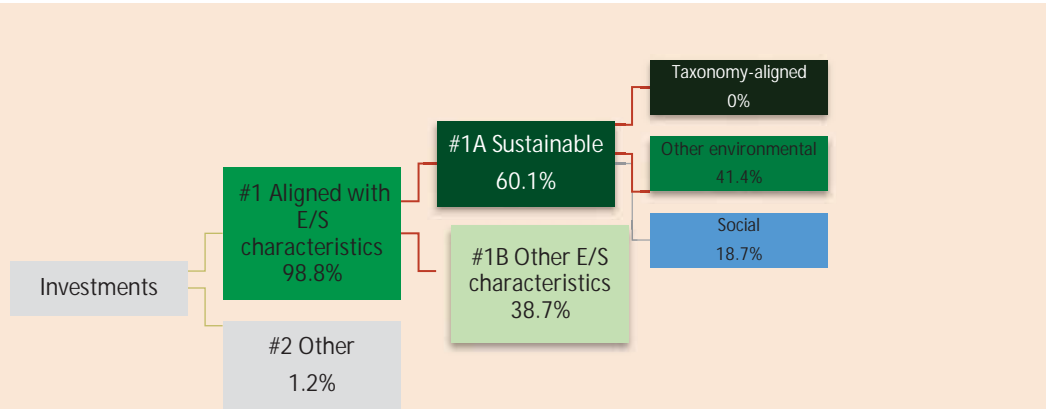 Investments
#1 Aligned with
E/S
characteristics
98.8%
#2 Other
1.2%
#1A Sustainable
60.1%
#1B Other E/S
characteristics
38.7%
Taxonomy-aligned
0%
Other environmental
41.4%
Social
18.7%